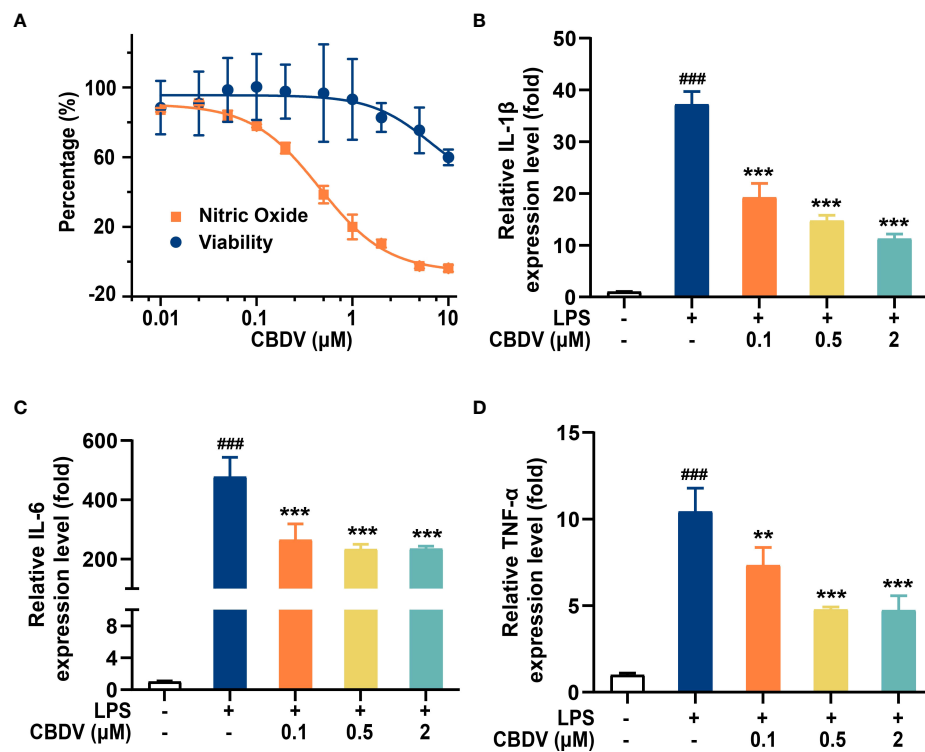 A
Percentage (%)
100
60
20
-20
Nitric Oxide
Viability
0.01 0.1 1 10
CBDV (μM)
B
Relative IL-1β
expression level (fold)
50
40
30
20
10
0
###
***
***
***
LPS - + + + +
CBDV (μM) - - 0.1 0.5 2
C
Relative IL-6
expression level (fold)
600
400
200
8
4
0
###
***
***
***
LPS - + + + +
CBDV (μM) - - 0.1 0.5 2
D
Relative TNF-α
expression level (fold)
15
10
5
0
###
**
***
***
LPS - + + + +
CBDV (μM) - - 0.1 0.5 2